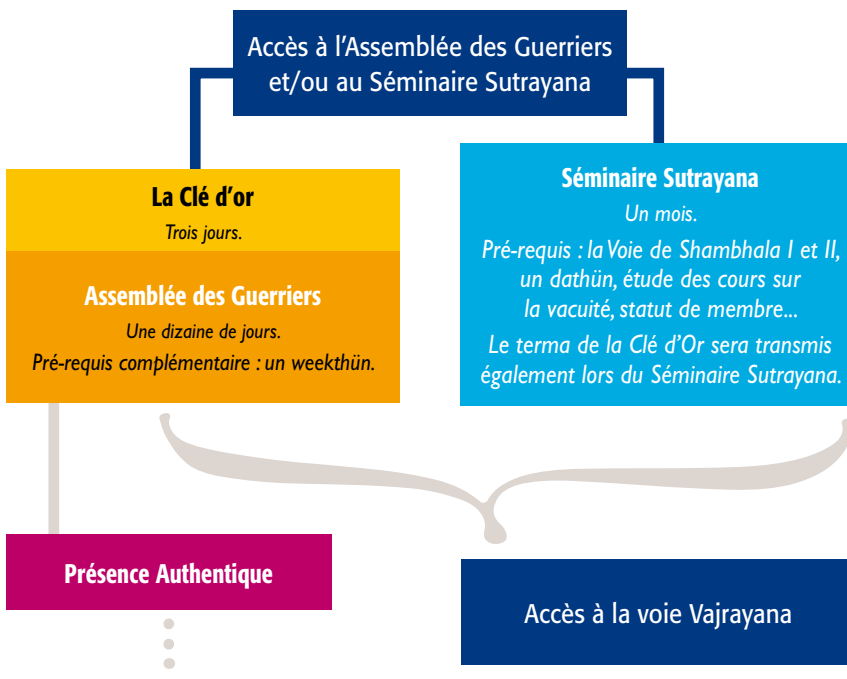 Accès à l’Assemblée des Guerriers
et/ou au Séminaire Sutrayana
La Clé d’or
Trois jours.
Assemblée des Guerriers
Une dizaine de jours.
Pré-requis complémentaire : un weekthün.
Séminaire Sutrayana
Un mois.
Pré-requis : la Voie de Shambhala I et II,
un dathün, étude des cours sur
la vacuité, statut de membre...
Le terma de la Clé d’Or sera transmis
également lors du Séminaire Sutrayana.
Présence Authentique
Accès à la voie Vajrayana